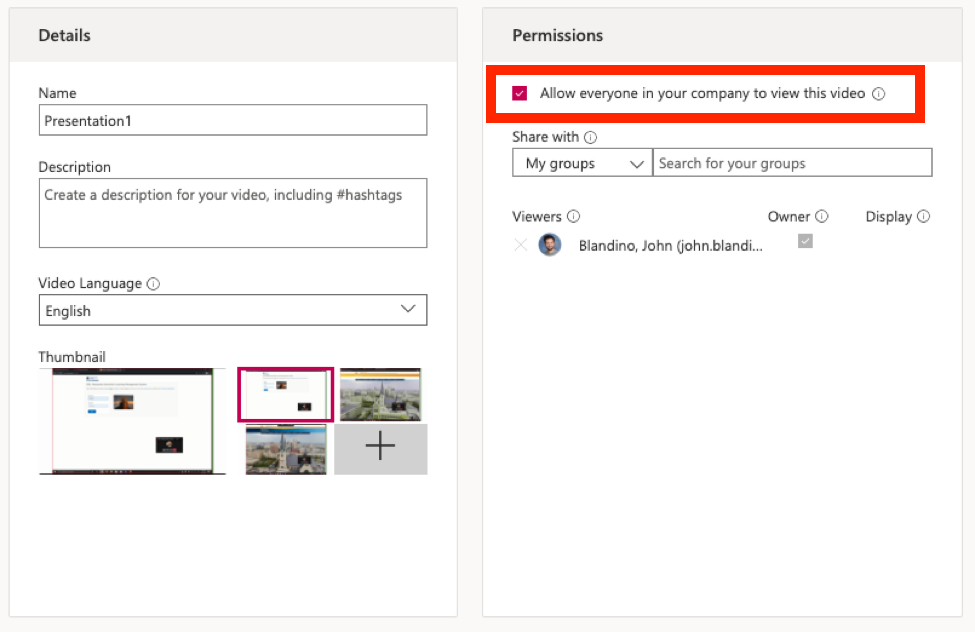 Details
Name
Presentation1
Description
Create a description for your video, including #hashtags
Video Language
English
Thumbnail
Permissions
Allow everyone in your company to view this video
Share with
My groups
Search for your groups
Viewers Owner Display
Blandino, John (john.blandi...